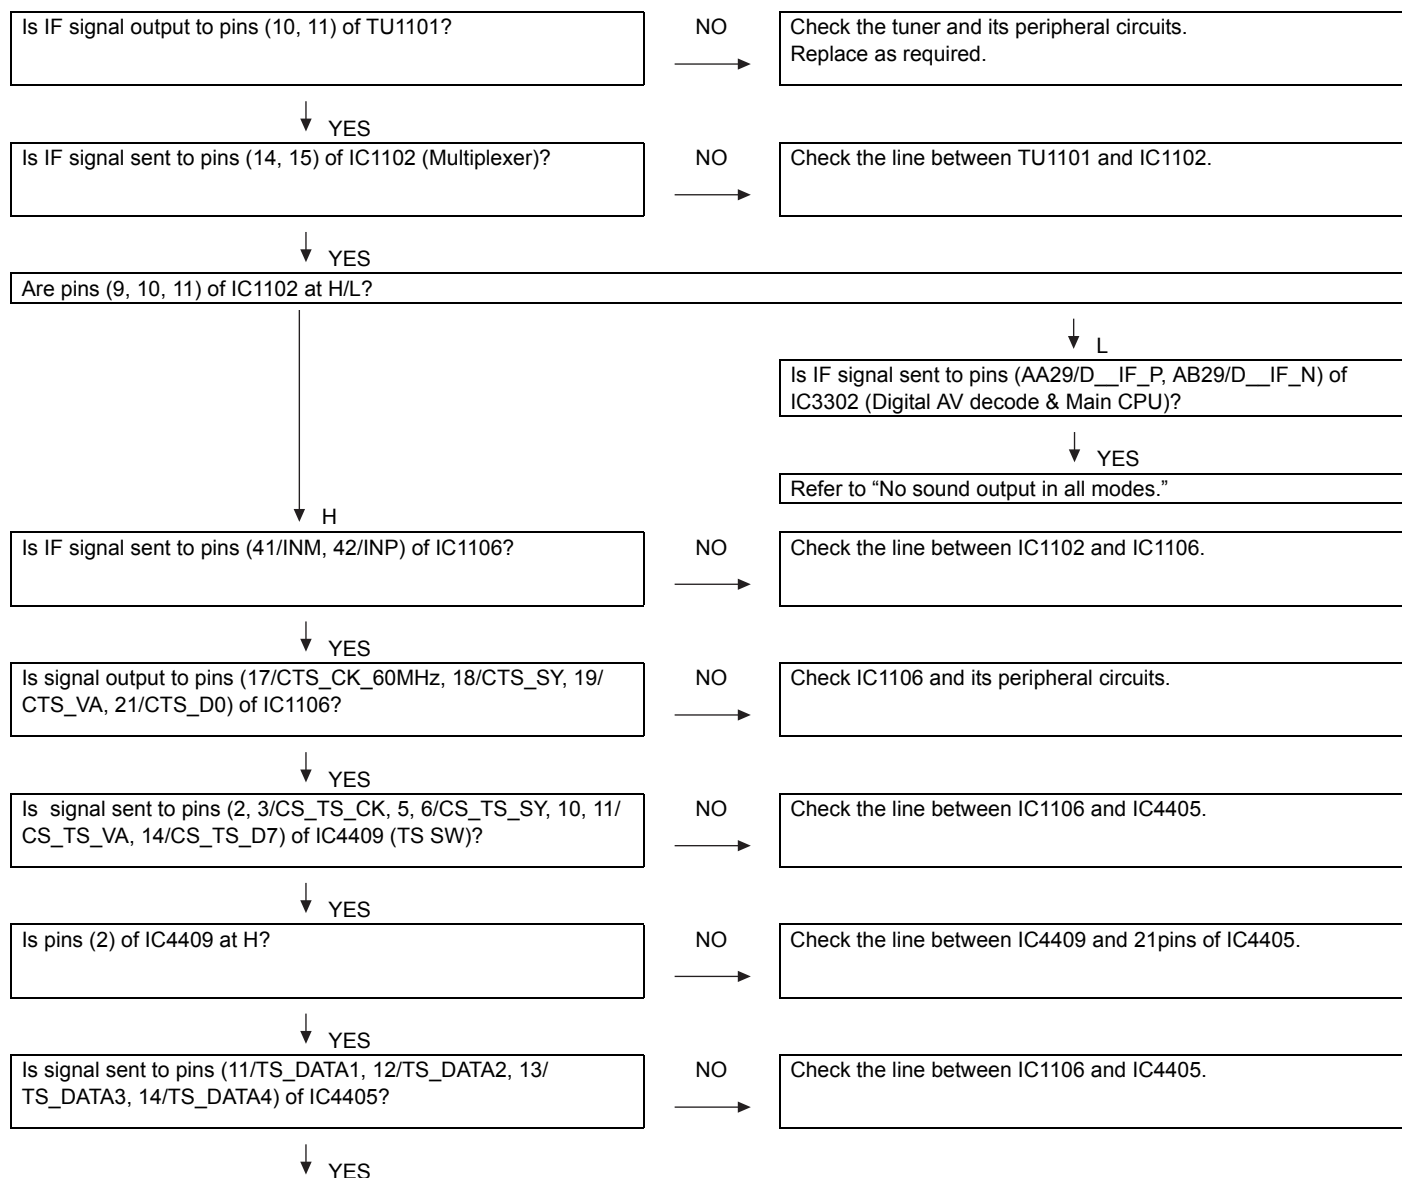 Is IF signal output to pins (10, 11) of TU1101?
NO
Check the tuner and its peripheral circuits.
Replace as required.
YES
Is IF signal sent to pins (14, 15) of IC1102 (Multiplexer)?
NO
Check the line between TU1101 and IC1102.
YES
Are pins (9, 10, 11) of IC1102 at H/L?
L
Is IF signal sent to pins (AA29/D__IF_P, AB29/D__IF_N) of
IC3302 (Digital AV decode & Main CPU)?
YES
Refer to “No sound output in all modes.”
H
Is IF signal sent to pins (41/INM, 42/INP) of IC1106?
NO
Check the line between IC1102 and IC1106.
YES
Is signal output to pins (17/CTS_CK_60MHz, 18/CTS_SY, 19/
CTS_VA, 21/CTS_D0) of IC1106?
NO
Check IC1106 and its peripheral circuits.
YES
Is  signal sent to pins (2, 3/CS_TS_CK, 5, 6/CS_TS_SY, 10, 11/
CS_TS_VA, 14/CS_TS_D7) of IC4409 (TS SW)?
NO
Check the line between IC1106 and IC4405.
YES
Is pins (2) of IC4409 at H?
NO
Check the line between IC4409 and 21pins of IC4405.
YES
Is signal sent to pins (11/TS_DATA1, 12/TS_DATA2, 13/
TS_DATA3, 14/TS_DATA4) of IC4405?
NO
Check the line between IC1106 and IC4405.
YES